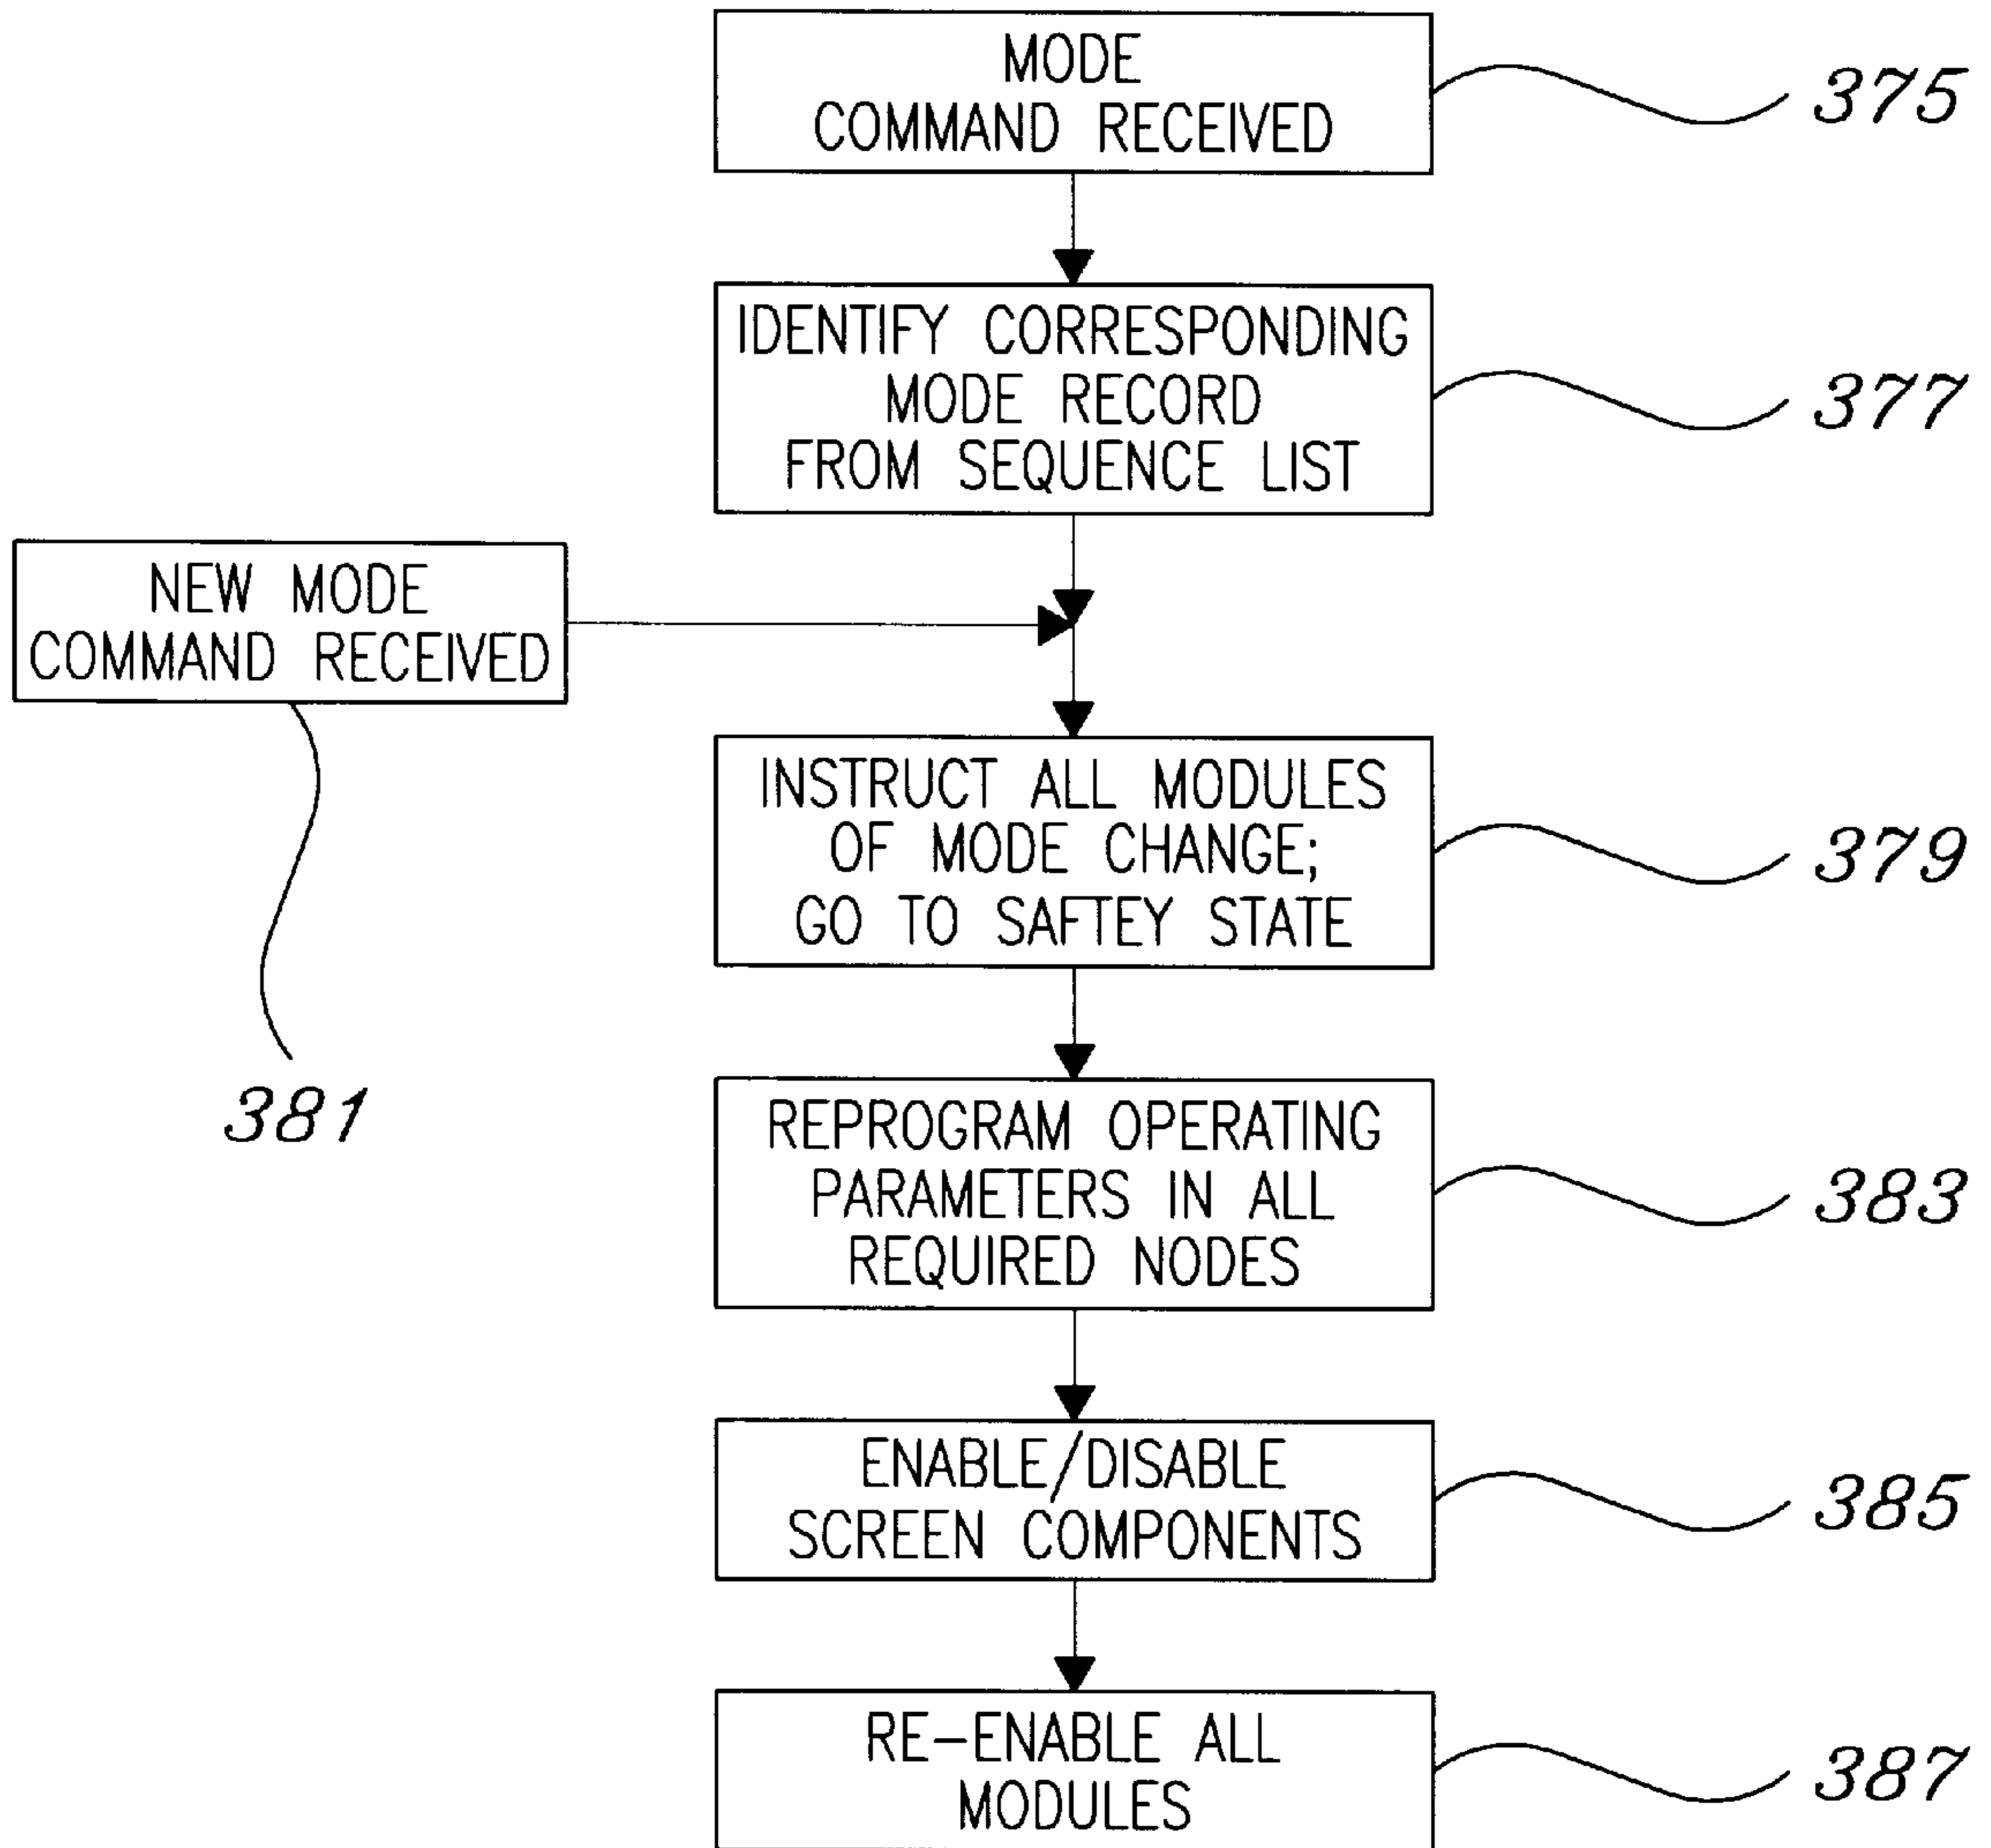 MODE
COMMAND RECEIVED
375
IDENTIFY CORRESPONDING
MODE RECORD
FROM SEQUENCE LIST
377
NEW MODE
COMMAND RECEIVED
381
INSTRUCT ALL MODULES
OF MODE CHANGE;
GO TO SAFTEY STATE
379
REPROGRAM OPERATING
PARAMETERS IN ALL
REQUIRED NODES
383
ENABLE/DISABLE
SCREEN COMPONENTS
385
RE-ENABLE ALL
MODULES
387